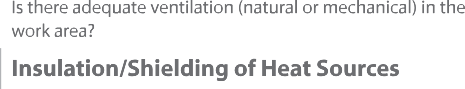 Is there adequate ventilation (natural or mechanical) in the
work area?
Insulation/Shielding of Heat Sources